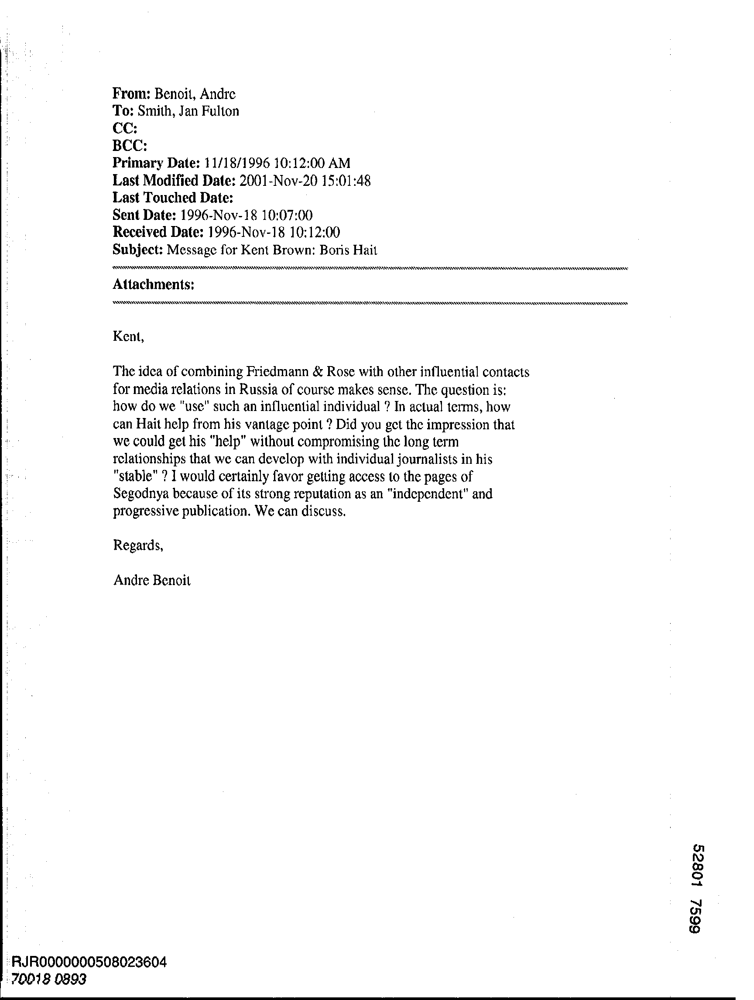 From: Benoit, Andre
To: Smith, Jan Fulton
CC:
BCC:
Primary Date: 11/18/1996 10:12:00 AM
Last Modified Date: 2001-Nov-20 15:01:48
Last Touched Date:
Sent Date: 1996-Nov-18 10:07:00
Received Date: 1996-Nov-18 10:12:00
Subject: Message for Kent Brown: Boris Hait
Attachments:
Kent,
The idea of combining Friedmann & Rose with other influential contacts
for media relations in Russia of course makes sense. The question is:
how do we "use" such an influential individual ? In actual terms, how
can Hait help from his vantage point ? Did you get the impression that
we could get his "help" without compromising the long term
relationships that we can develop with individual journalists in his
"stable" ? I would certainly favor getting access to the pages of
Segodnya because of its strong reputation as an "independent" and
progressive publication. We can discuss.
Regards,
Andre Benoit
52801 7599
RJR0000000508023604
70018 0893